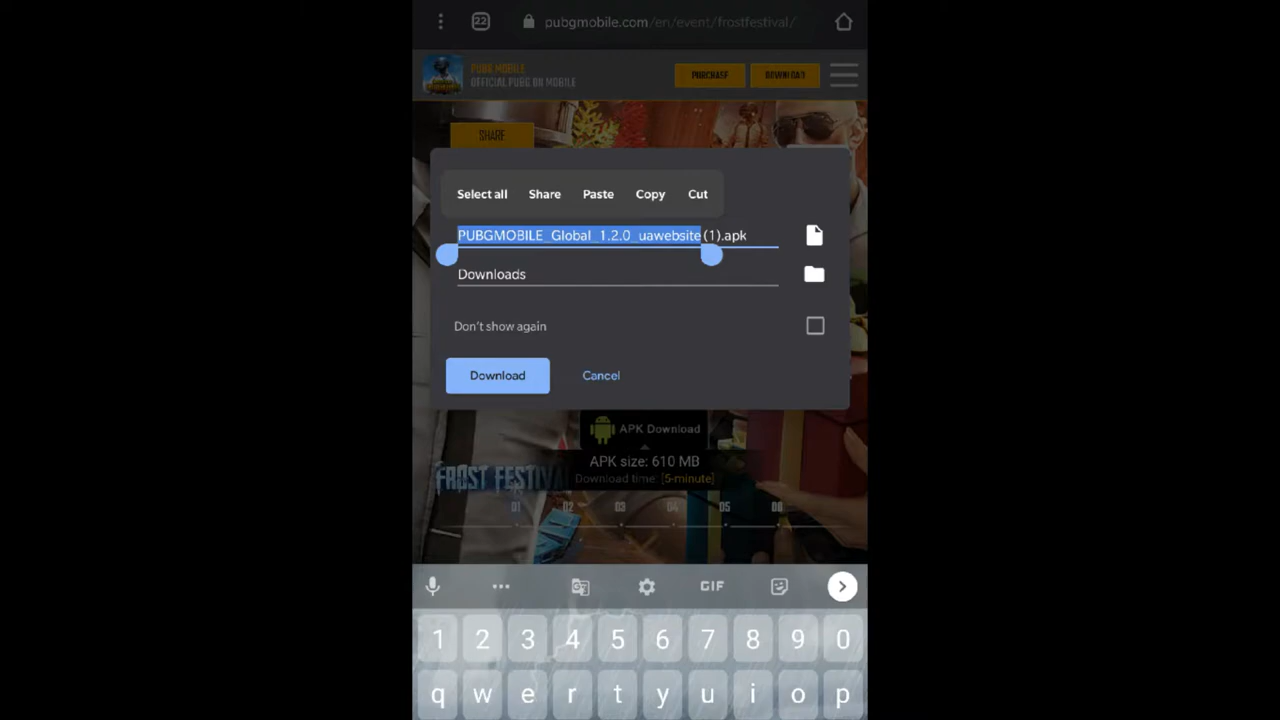 22
pubgmobile.com/en/event/frostfestival/
PUBG MOBILE
OFFICIAL PUBG ON MOBILE
PURCHASE
DOWNLOAD
SHARE
Select all Share Paste Copy Cut
PUBGMOBILE_Global_1.2.0_uawebsite (1).apk
Downloads
Don't show again
Download Cancel
APK Download
APK size: 610 MB
Download time: [5-minute]
FROST FESTIVAL
01 02 03 04 05 06
GIF
1 2 3 4 5 6 7 8 9 0
q w e r t y u i o p